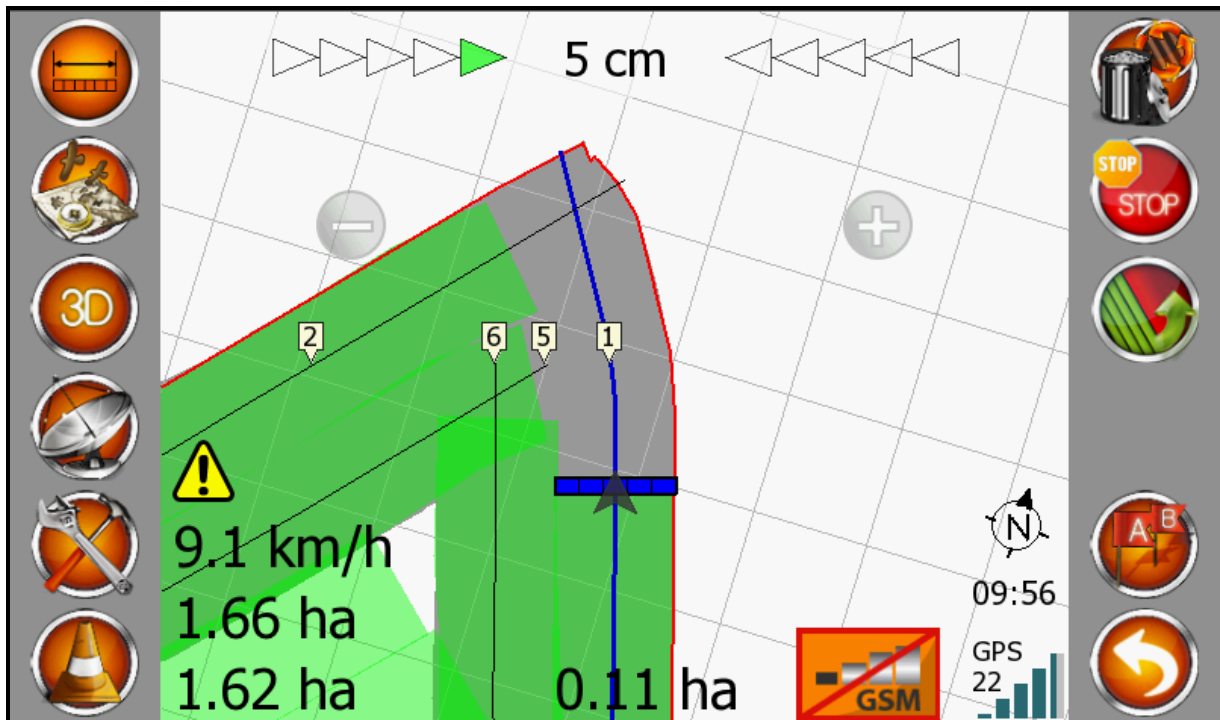 5 cm
STOP
STOP
3D
2
6
5
1
9.1 km/h
N
09:56
1.66 ha
1.62 ha
0.11 ha
GSM
GPS
22
A B